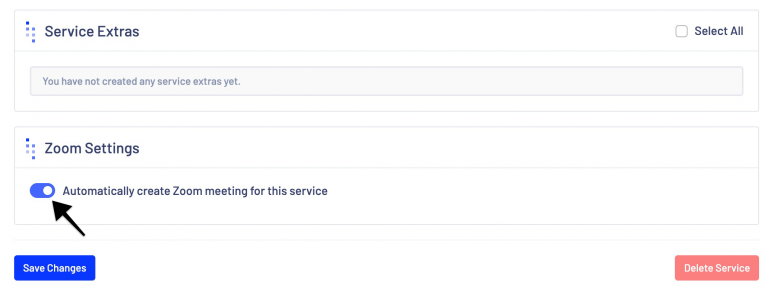 Service Extras
Select All
You have not created any service extras yet.
Zoom Settings
Automatically create Zoom meeting for this service
Save Changes
Delete Service